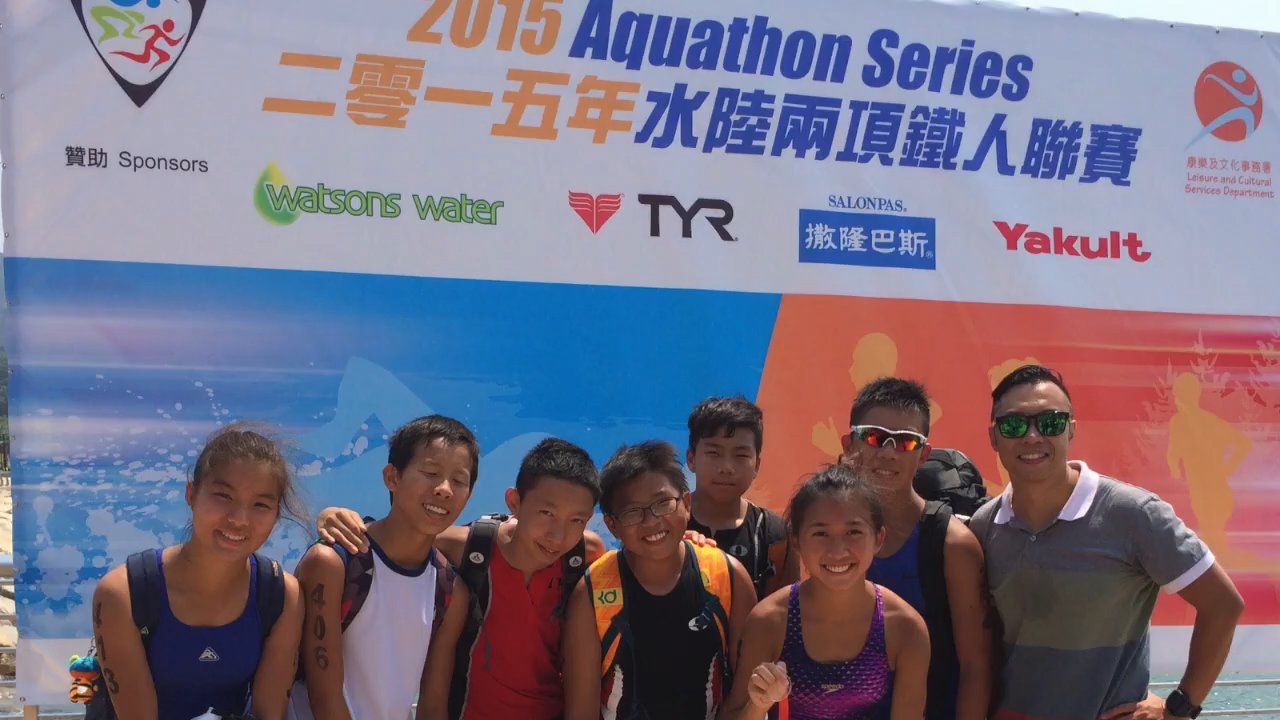 2015 Aquathon Series
二零一五年水陸兩項鐵人聯賽
康樂及文化事務署
Leisure and Cultural
Services Department
贊助 Sponsors
watsons water
TYR
SALONPAS®
撒隆巴斯®
Yakult
406
speedo